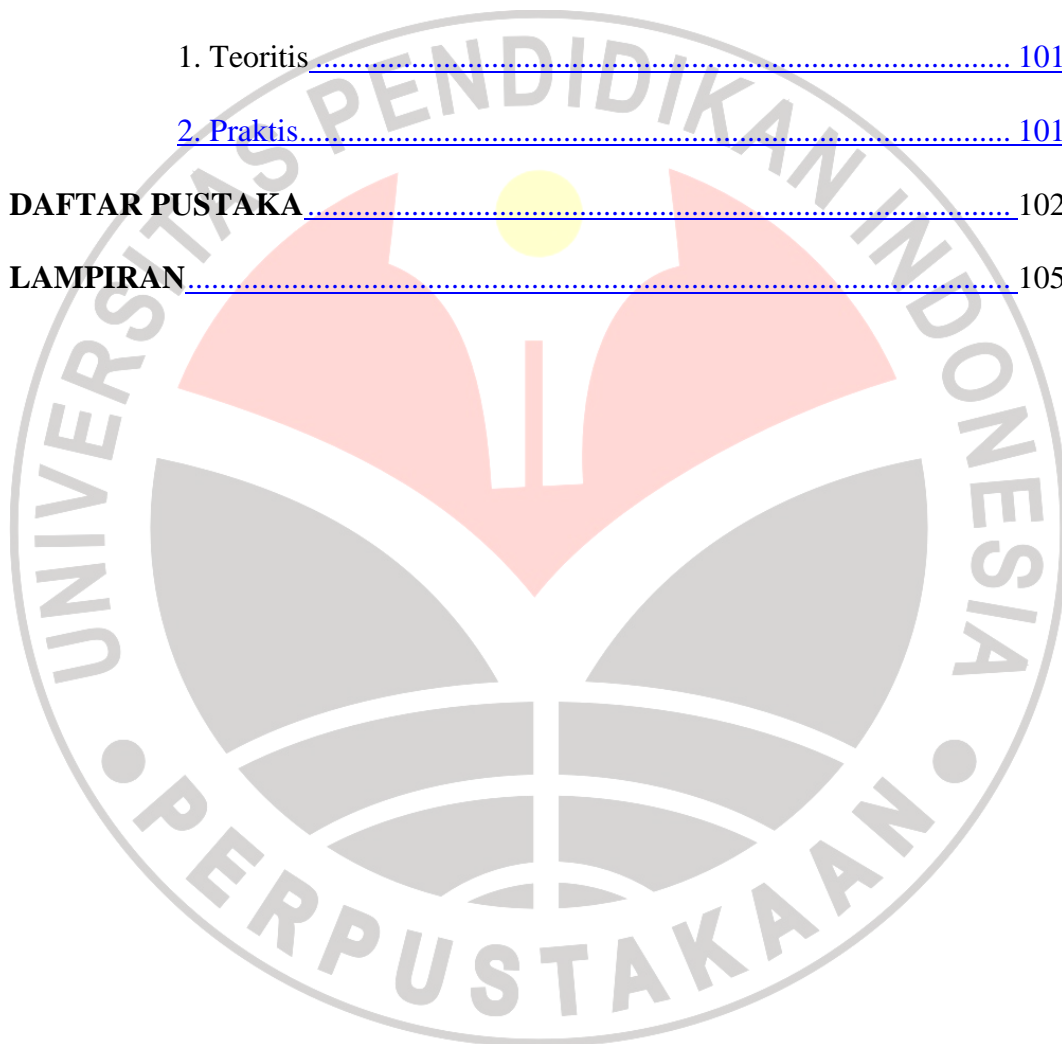 1. Teoritis ........................................................................................ 101
2. Praktis ........................................................................................ 101
DAFTAR PUSTAKA ........................................................................................ 102
LAMPIRAN ........................................................................................ 105
UNIVERSITAS PENDIDIKAN INDONESIA
PERPUSTAKAAN